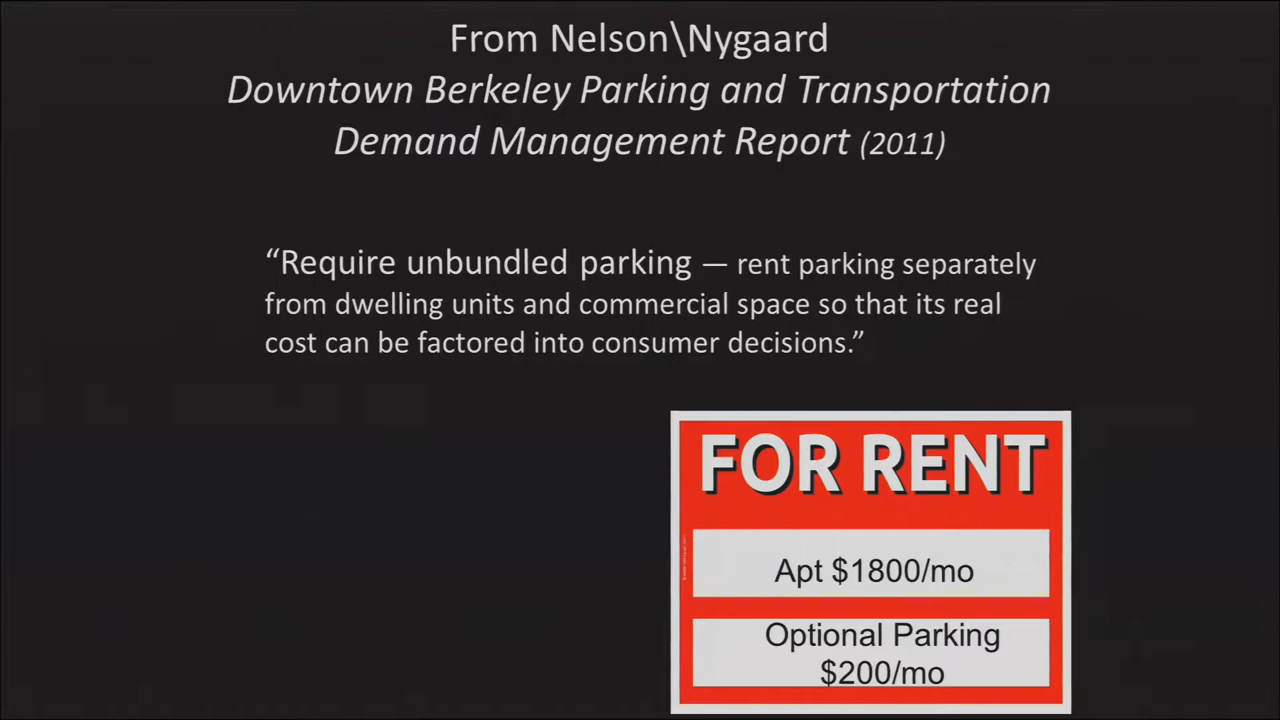 From Nelson\Nygaard
Downtown Berkeley Parking and Transportation
Demand Management Report (2011)
“Require unbundled parking — rent parking separately
from dwelling units and commercial space so that its real
cost can be factored into consumer decisions.”
FOR RENT
Apt $1800/mo
Optional Parking
$200/mo